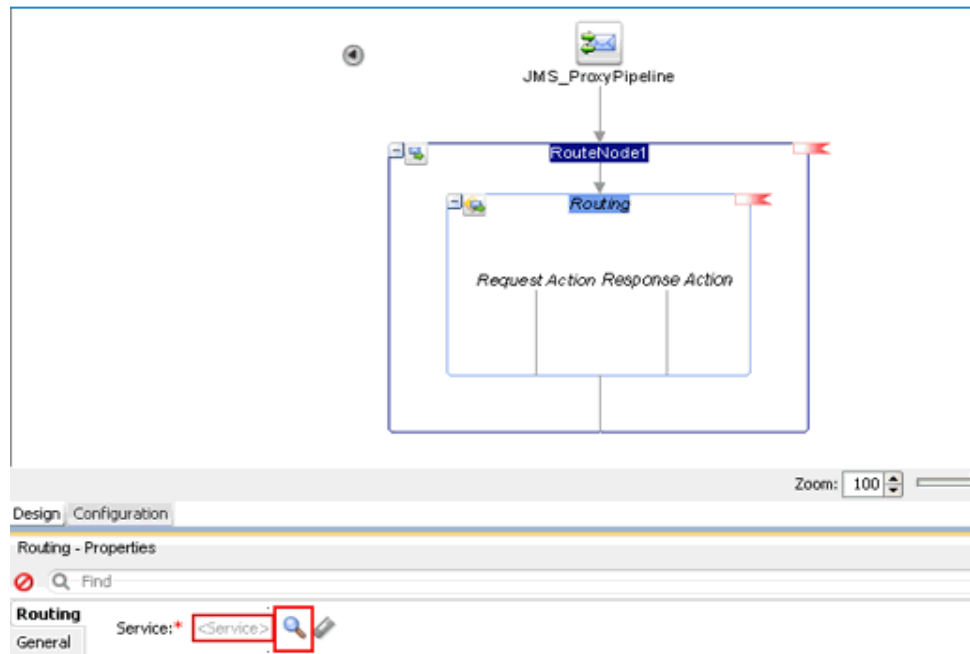 JMS_ProxyPipeline
RouteNode1
Routing
Request Action Response Action
Zoom: 100
Design Configuration
Routing - Properties
Find
Routing
Service:* <Service>
General